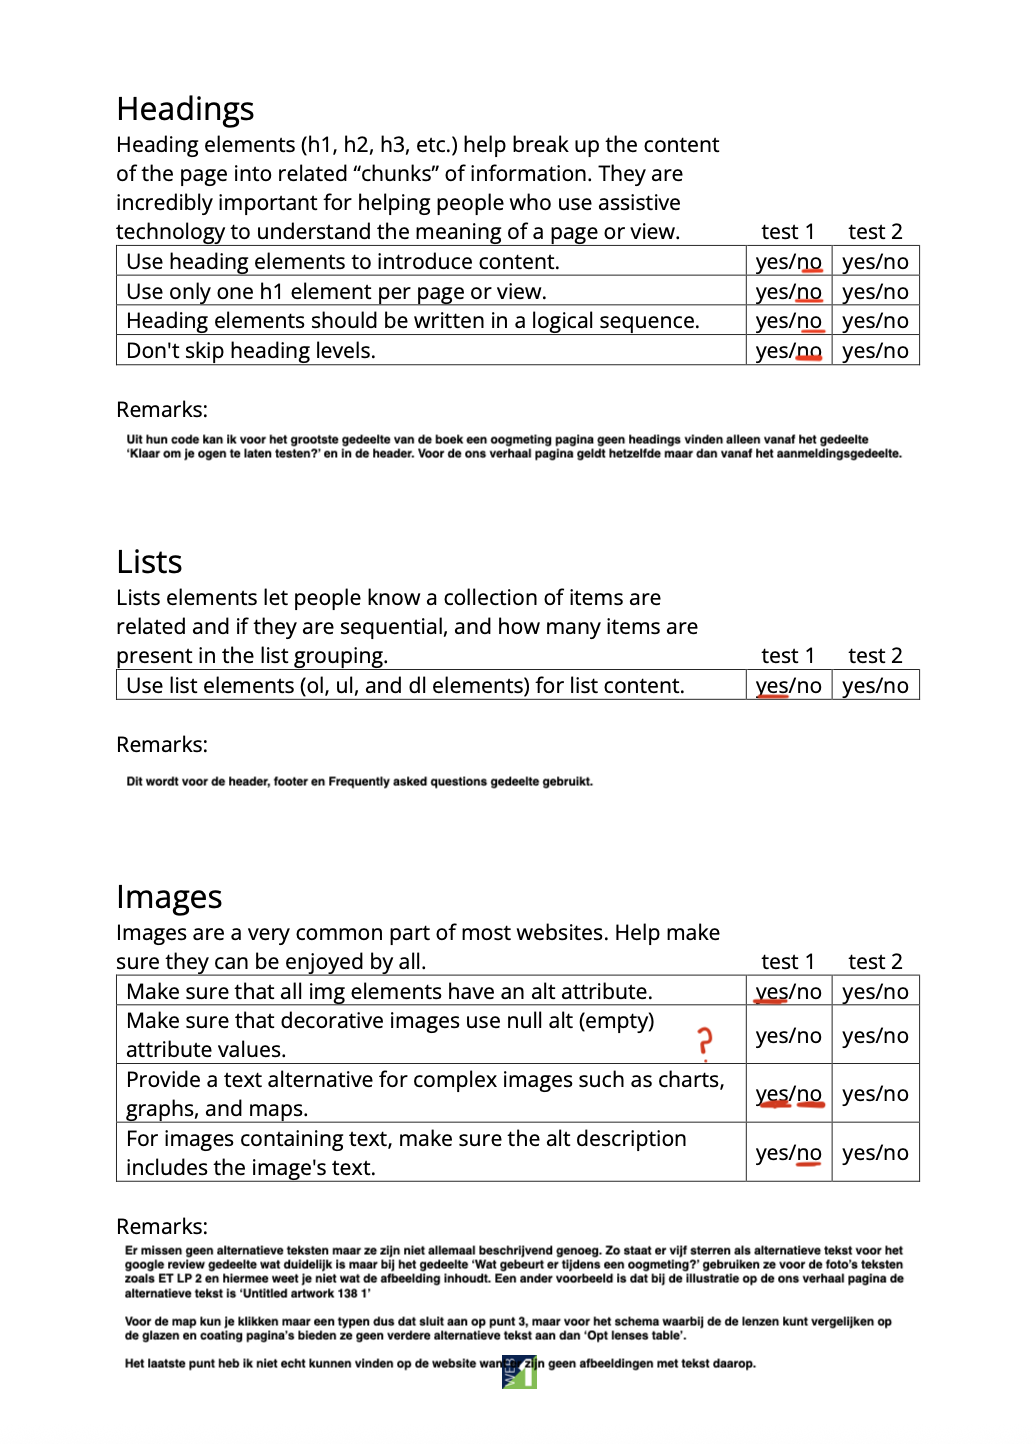 Headings
Heading elements (h1, h2, h3, etc.) help break up the content
of the page into related “chunks” of information. They are
incredibly important for helping people who use assistive
technology to understand the meaning of a page or view. test 1 test 2
Use heading elements to introduce content. yes/no yes/no
Use only one h1 element per page or view. yes/no yes/no
Heading elements should be written in a logical sequence. yes/no yes/no
Don't skip heading levels. yes/no yes/no
Remarks:
Uit hun code kan ik voor het grootste gedeelte van de boek een oogmeting pagina geen headings vinden alleen vanaf het gedeelte
‘Klaar om je ogen te laten testen?’ en in de header. Voor de ons verhaal pagina geldt hetzelfde maar dan vanaf het aanmeldingsgedeelte.
Lists
Lists elements let people know a collection of items are
related and if they are sequential, and how many items are
present in the list grouping. test 1 test 2
Use list elements (ol, ul, and dl elements) for list content. yes/no yes/no
Remarks:
Dit wordt voor de header, footer en Frequently asked questions gedeelte gebruikt.
Images
Images are a very common part of most websites. Help make
sure they can be enjoyed by all. test 1 test 2
Make sure that all img elements have an alt attribute. yes/no yes/no
Make sure that decorative images use null alt (empty)
attribute values. ? yes/no yes/no
Provide a text alternative for complex images such as charts,
graphs, and maps. yes/no yes/no
For images containing text, make sure the alt description
includes the image's text. yes/no yes/no
Remarks:
Er missen geen alternatieve teksten maar ze zijn niet allemaal beschrijvend genoeg. Zo staat er vijf sterren als alternatieve tekst voor het
google review gedeelte wat duidelijk is maar bij het gedeelte ‘Wat gebeurt er tijdens een oogmeting?’ gebruiken ze voor de foto’s teksten
zoals ET LP 2 en hiermee weet je niet wat de afbeelding inhoudt. Een ander voorbeeld is dat bij de illustratie op de ons verhaal pagina de
alternatieve tekst is ‘Untitled artwork 138 1’
Voor de map kun je klikken maar een typen dus dat sluit aan op punt 3, maar voor het schema waarbij de de lenzen kunt vergelijken op
de glazen en coating pagina’s bieden ze geen verdere alternatieve tekst aan dan ‘Opt lenses table’.
Het laatste punt heb ik niet echt kunnen vinden op de website zijn geen afbeeldingen met tekst daarop.
WEB